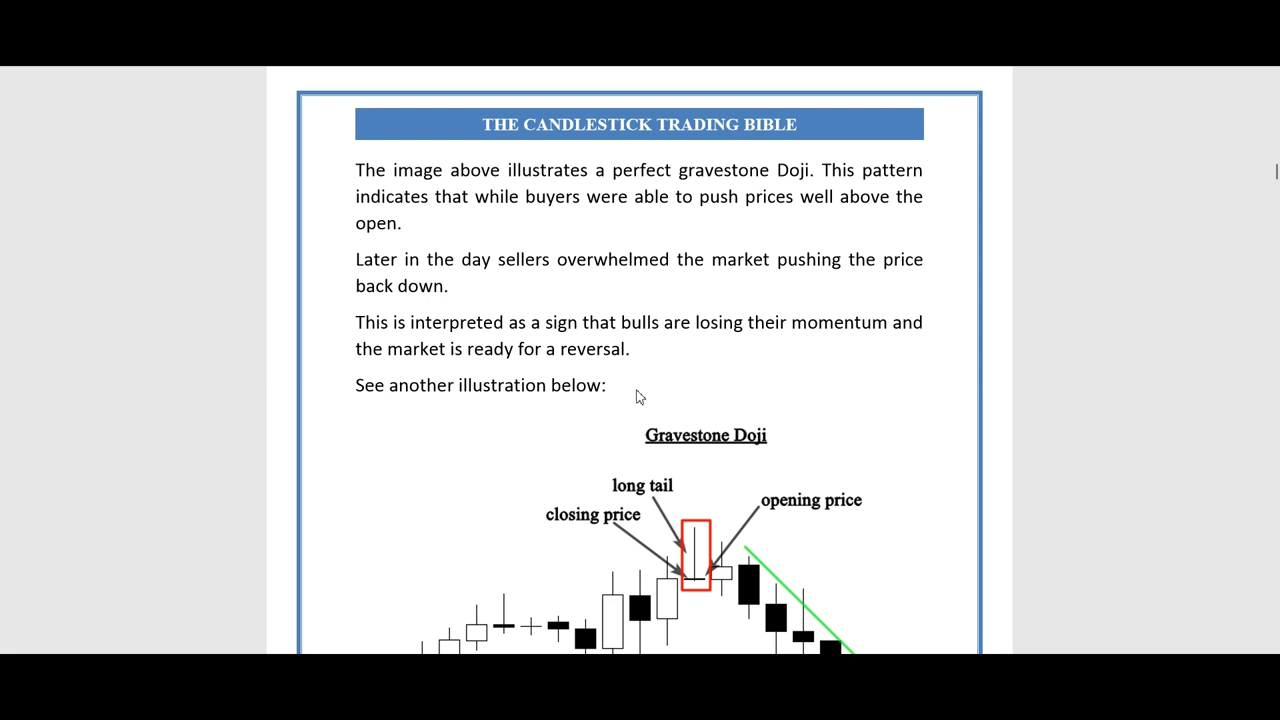 THE CANDLESTICK TRADING BIBLE
The image above illustrates a perfect gravestone Doji. This pattern
indicates that while buyers were able to push prices well above the
open.
Later in the day sellers overwhelmed the market pushing the price
back down.
This is interpreted as a sign that bulls are losing their momentum and
the market is ready for a reversal.
See another illustration below:
Gravestone Doji
long tail
opening price
closing price